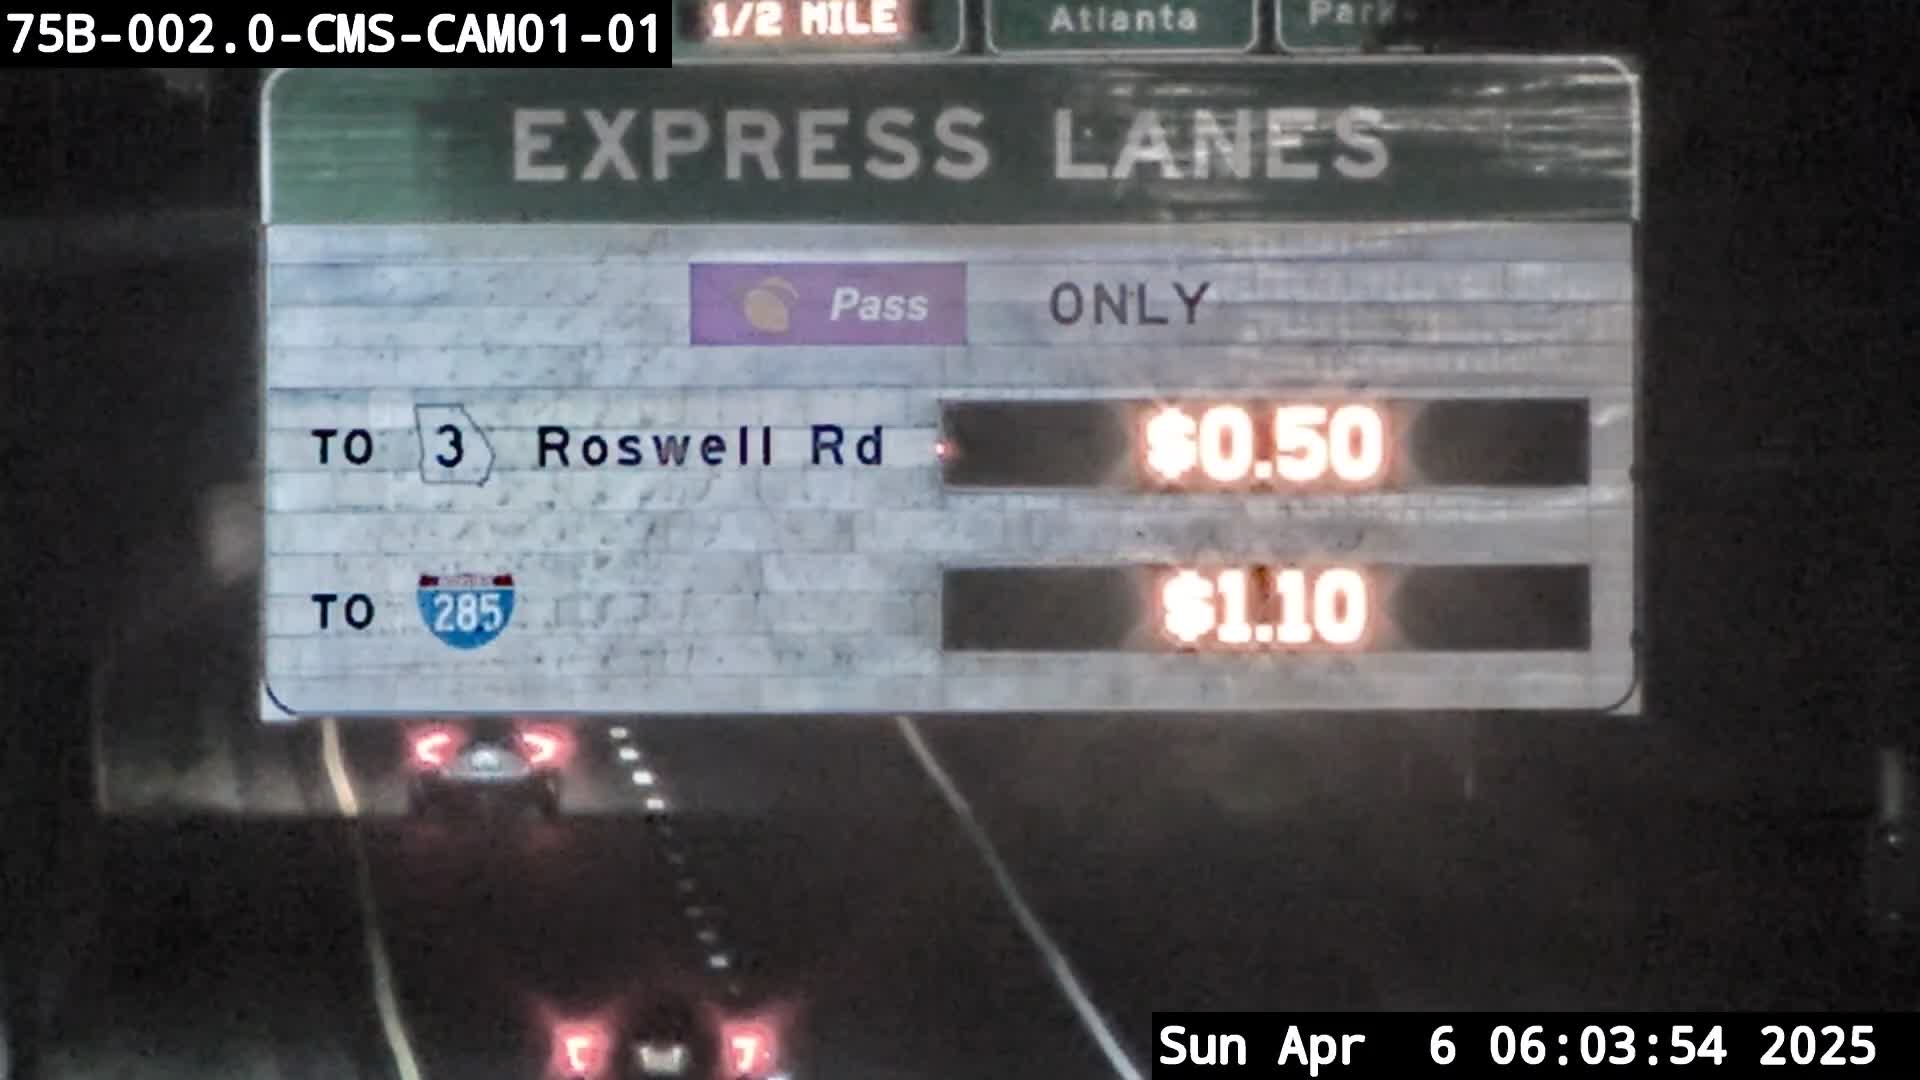 75B-002.0-CMS-CAM01-01
1/2 MILE
Atlanta
EXPRESS LANES
Pass ONLY
TO 3 Roswell Rd $0.50
TO 285 $1.10
Sun Apr 6 06:03:54 2025